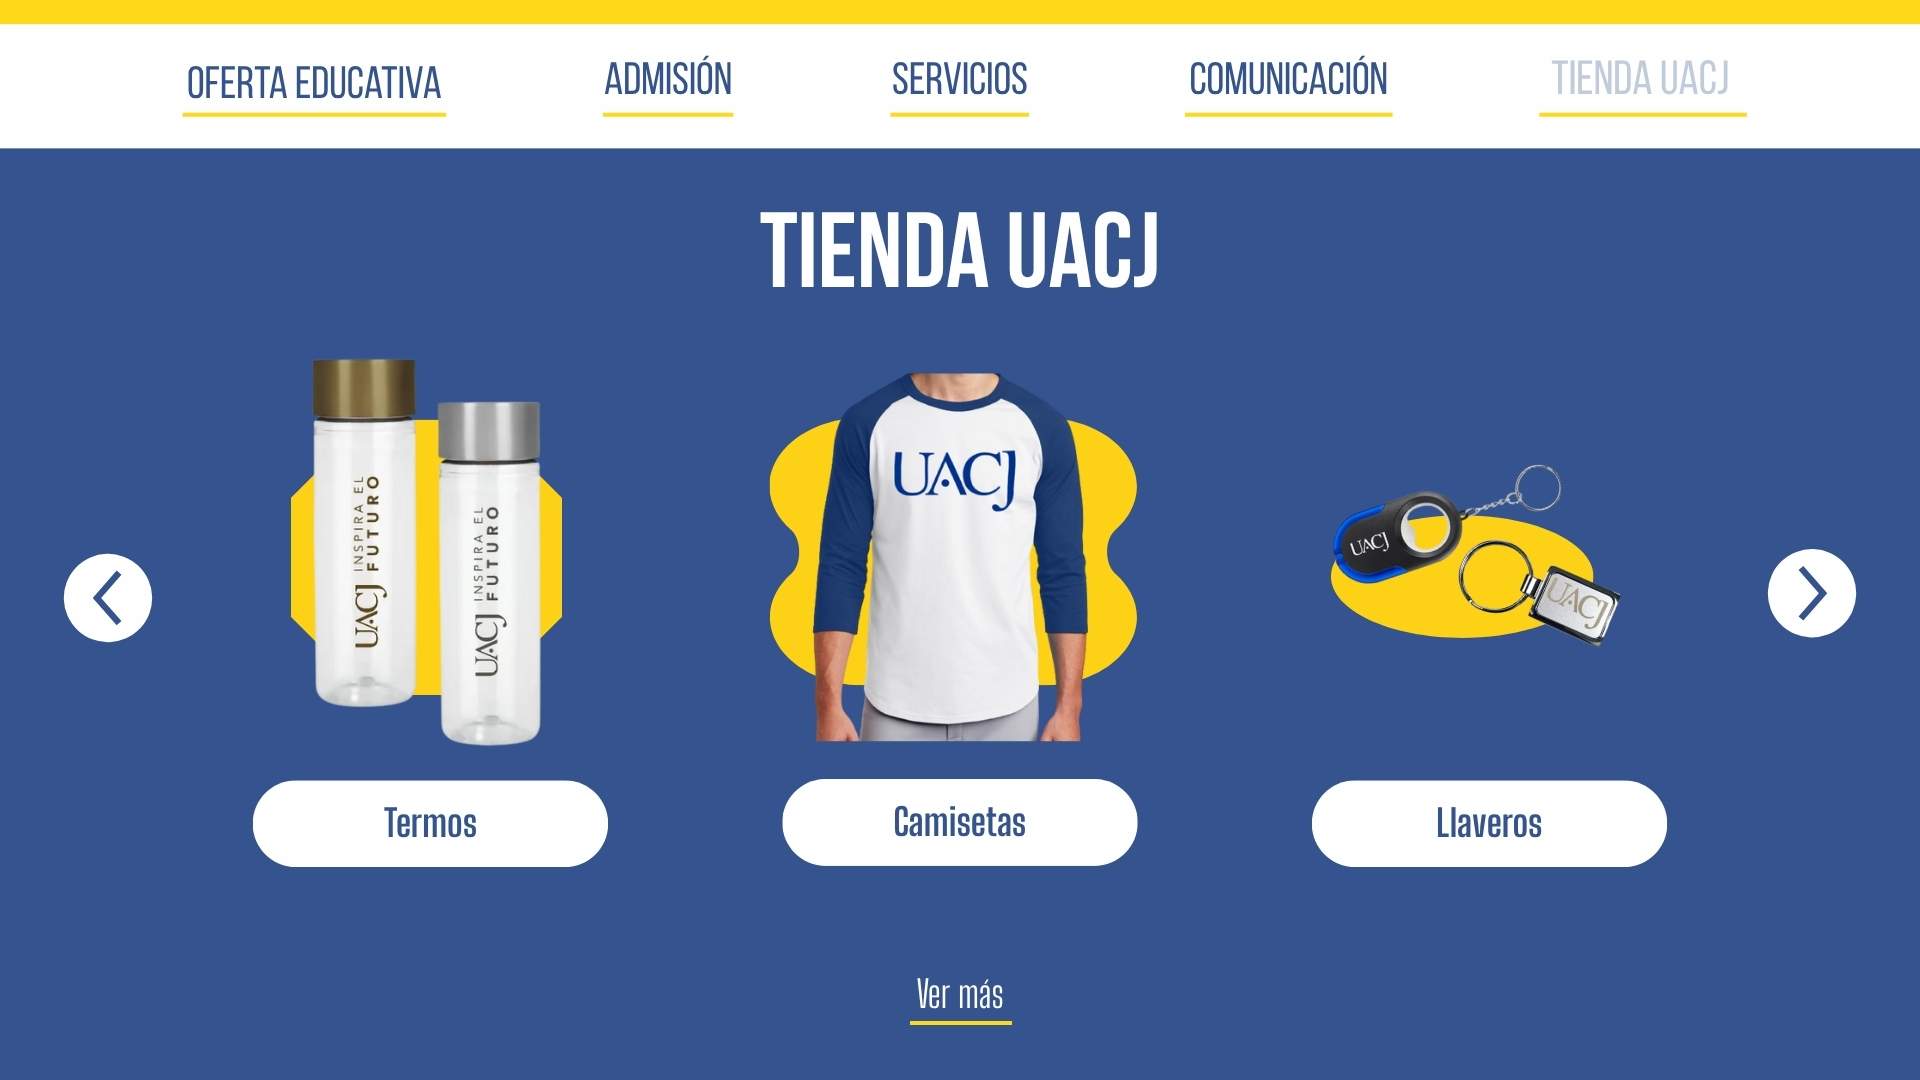 OFERTA EDUCATIVA
ADMISIÓN
SERVICIOS
COMUNICACIÓN
TIENDA UACJ
TIENDA UACJ
UACJ INSPIRA EL
FUTURO
UACJ INSPIRA EL
FUTURO
UACJ
UACJ
UACJ
Termos
Camisetas
Llaveros
Ver más